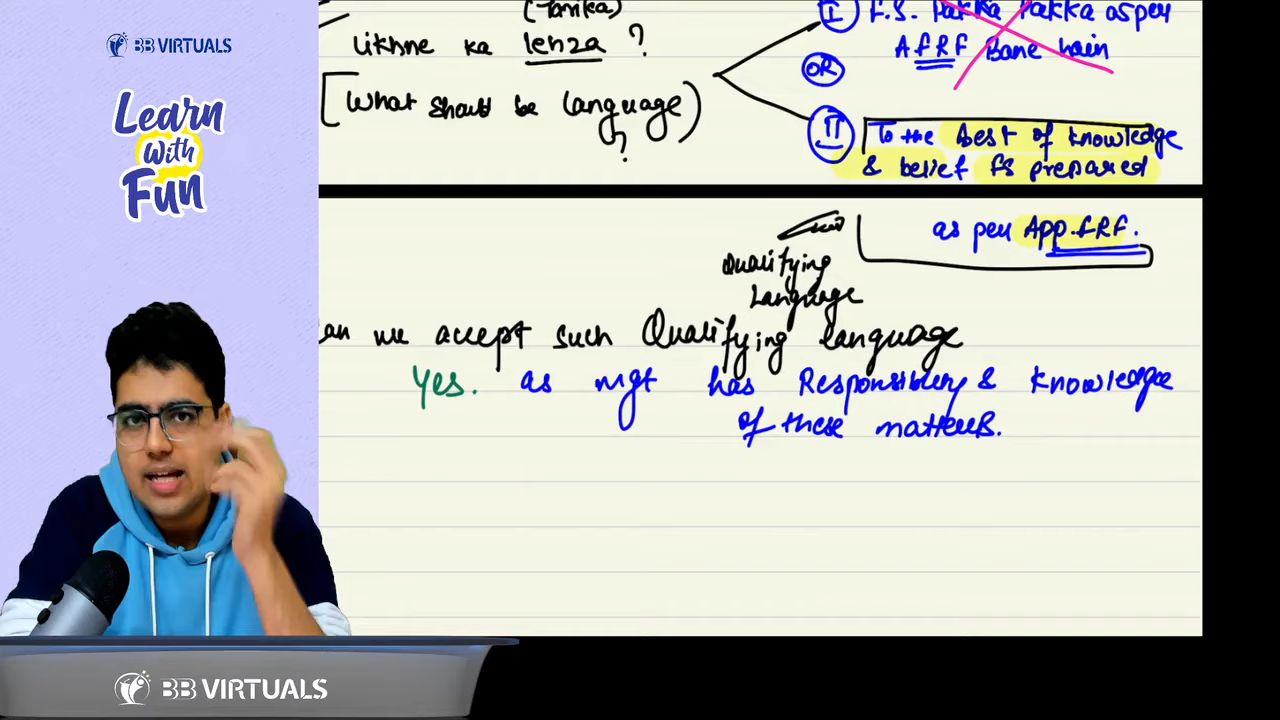 BB VIRTUALS
Learn
With
Fun
(Tarika)
likhne ka lehza ?
[What should be language)
?
I F.S. Pakka Pakka as per
AFRF Bane hain
OR
II To the best of knowledge
& belief FS prepared
as per App.FRF.
Qualifying
Language
an we accept such Qualifying language
Yes. as mgt has Responsibility & knowledge
of these matters.
BB VIRTUALS